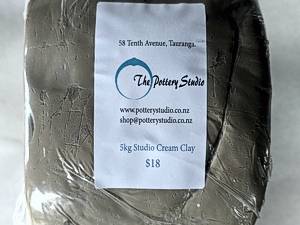 58 Tenth Avenue, Tauranga.
The Pottery Studio
www.potterystudio.co.nz
shop@potterystudio.co.nz
5kg Studio Cream Clay
$18